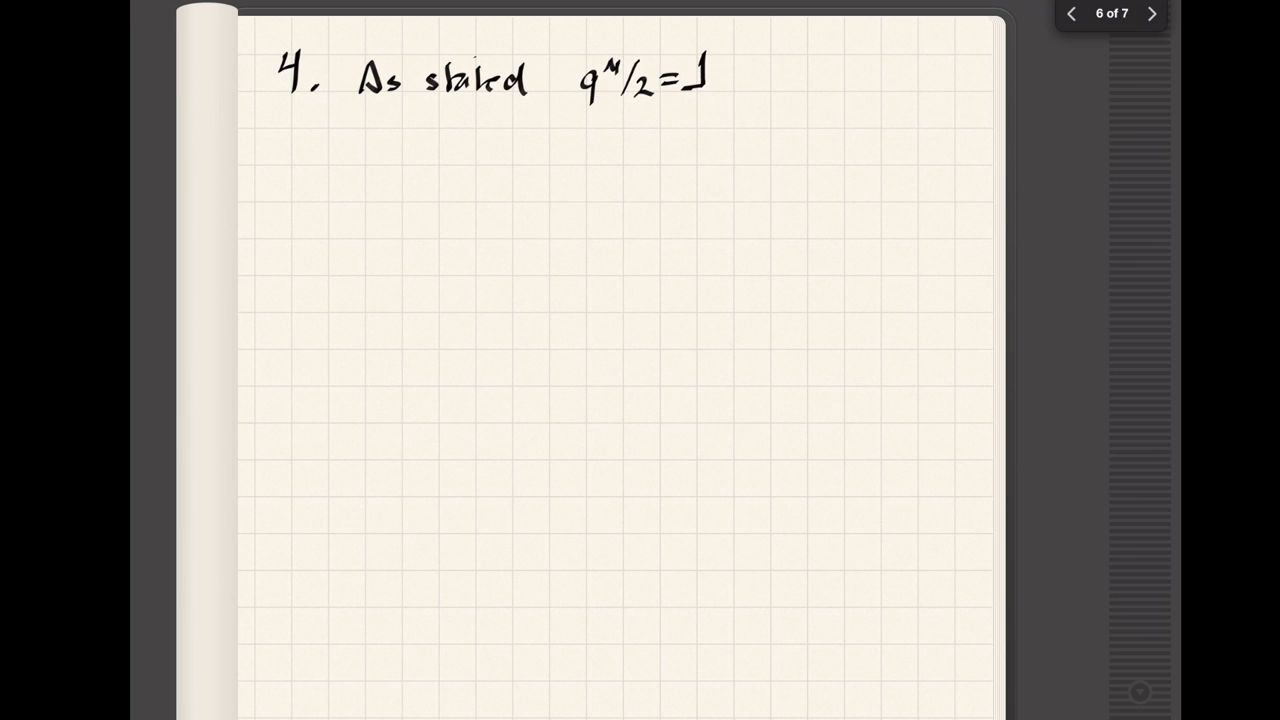 6 of 7
4. As stated q^M/2 = 1